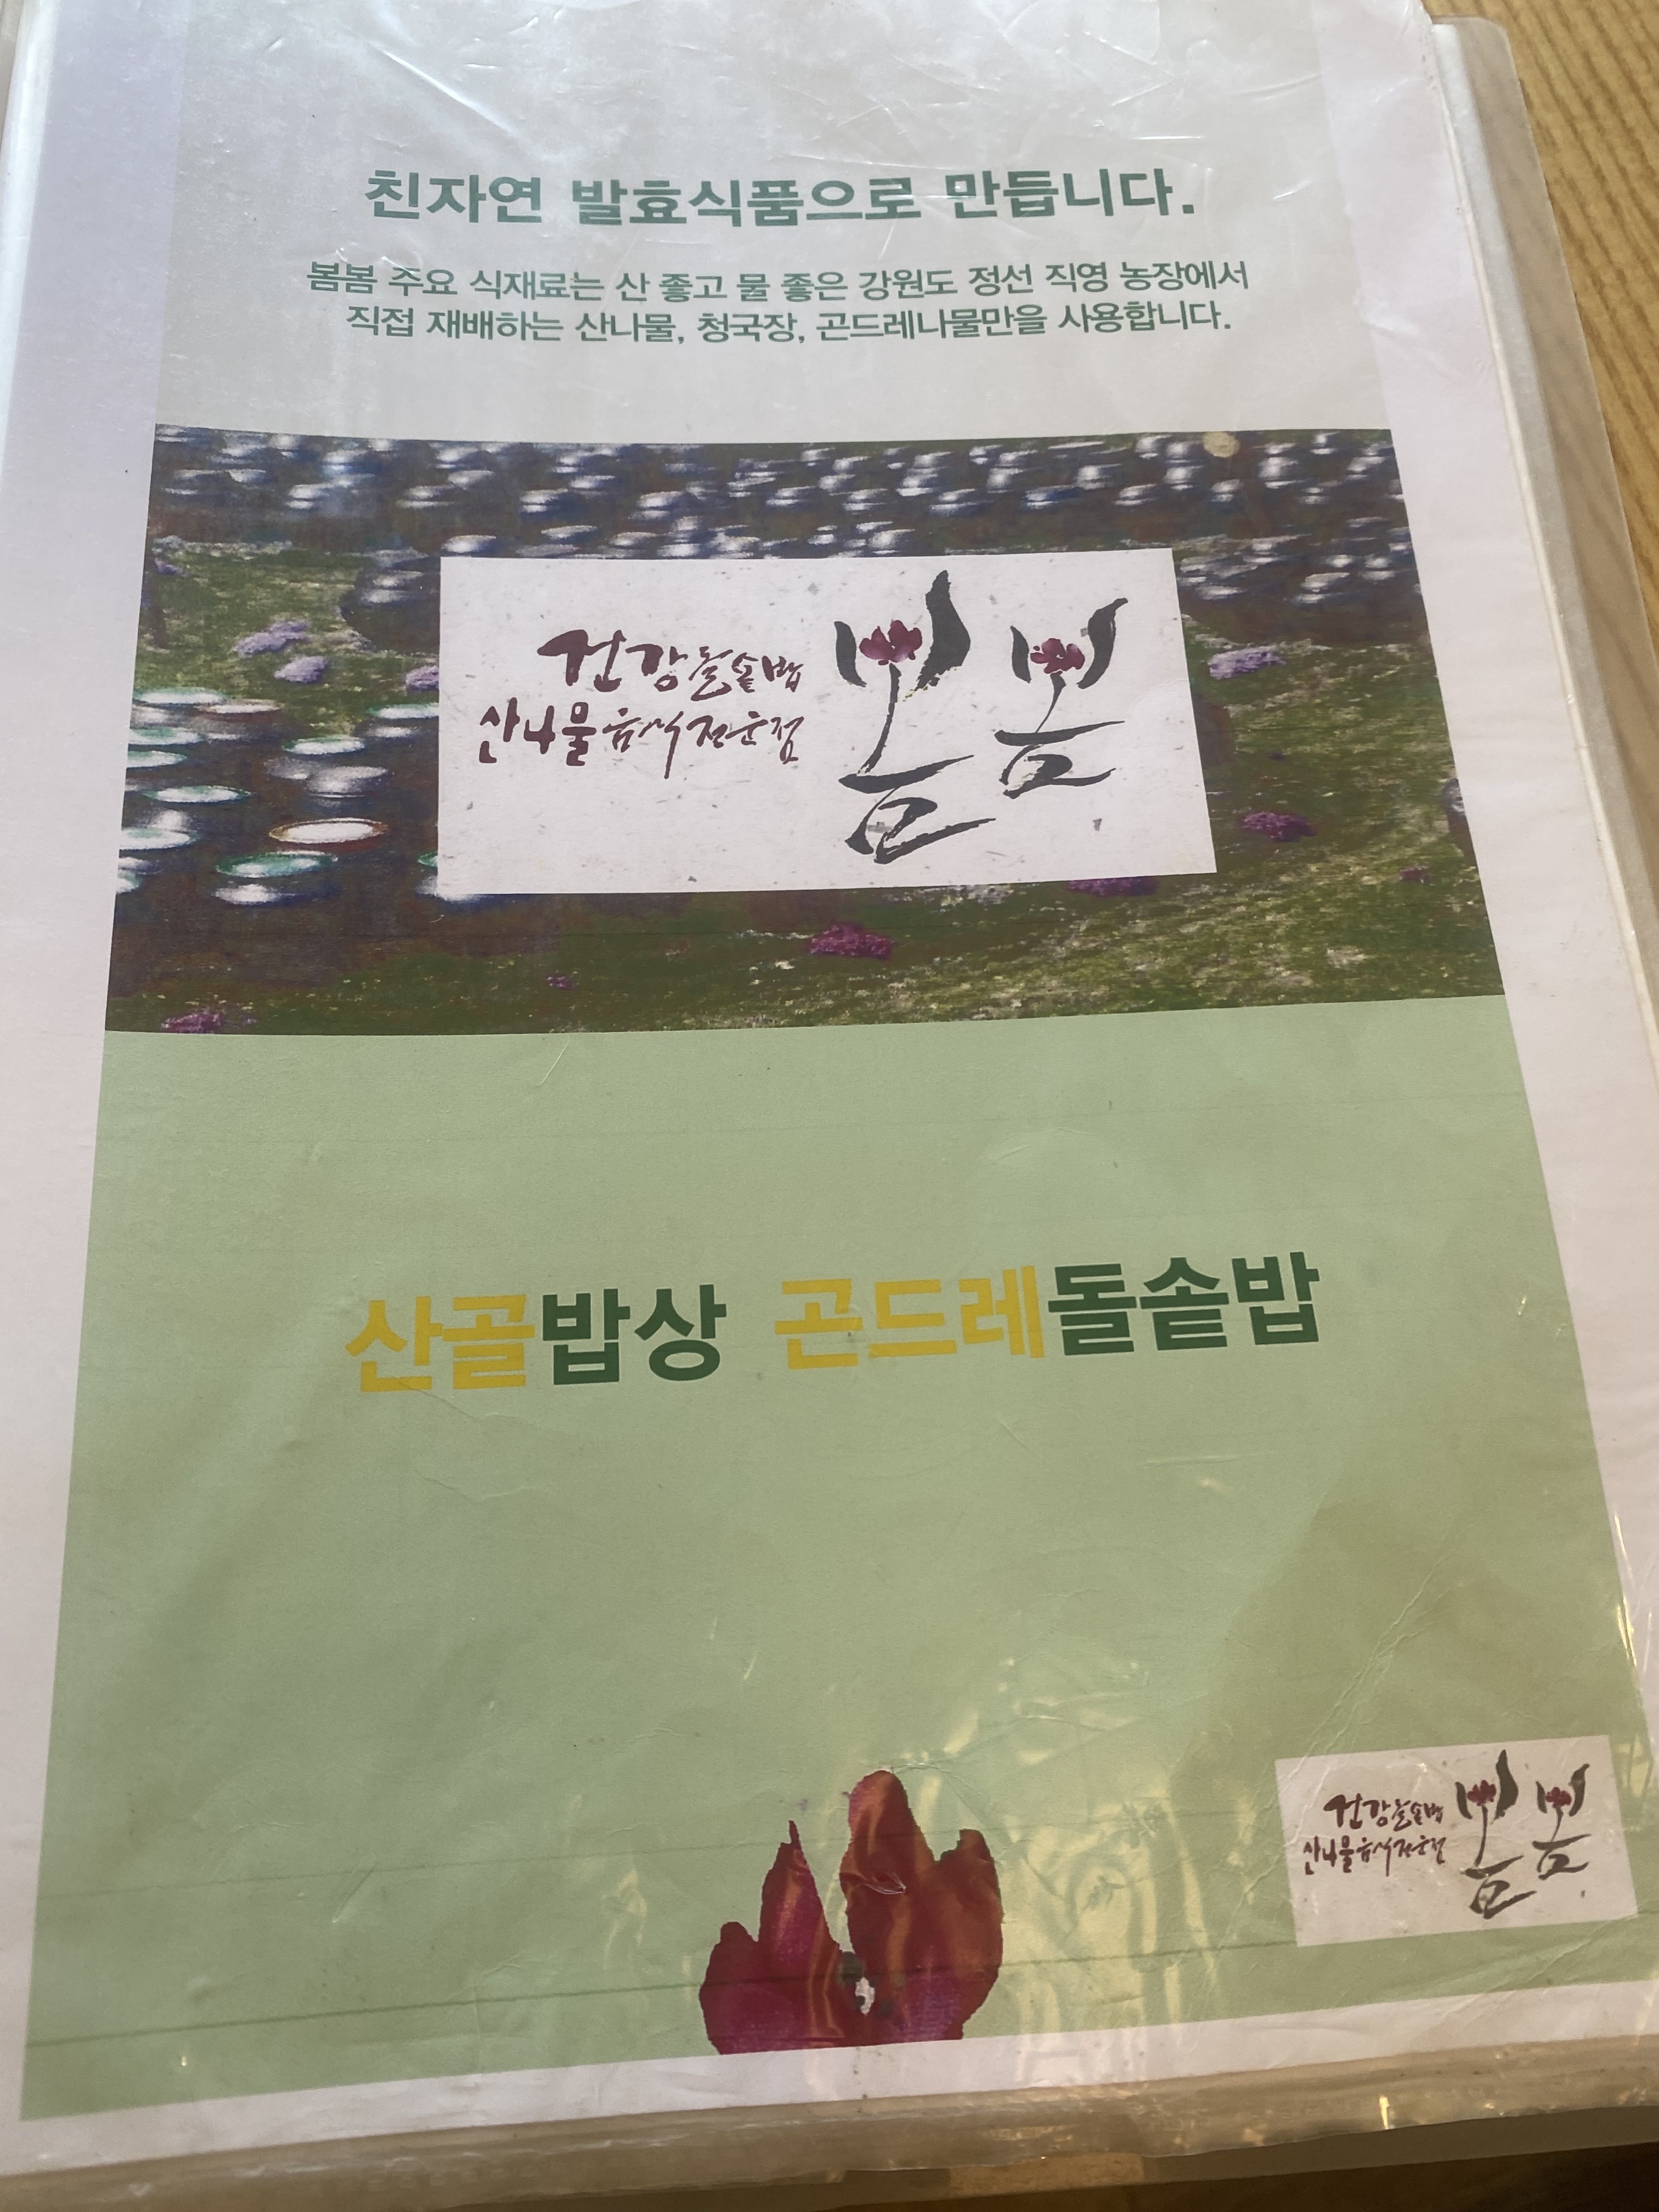 친자연 발효식품으로 만듭니다.
봄봄 주요 식재료는 산 좋고 물 좋은 강원도 정선 직영 농장에서
직접 재배하는 산나물, 청국장, 곤드레나물만을 사용합니다.
건강돌솥밥
산나물음식전문점
봄봄
산골밥상 곤드레돌솥밥
건강돌솥밥
산나물음식전문점
봄봄